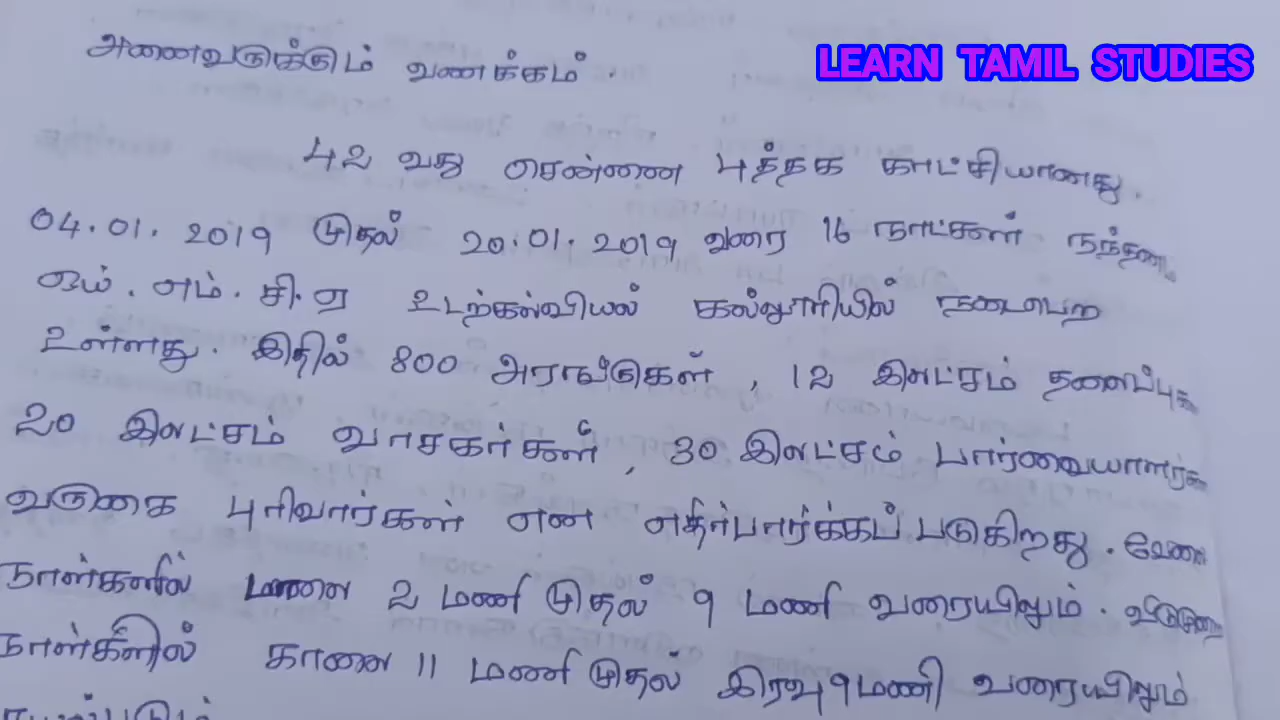 அனைவருக்கும் வணக்கம்.
LEARN TAMIL STUDIES
42 வது சென்னை புத்தக காட்சியானது.
04.01.2019 முதல் 20.01.2019 வரை 16 நாட்கள் நந்தன
ஒய்.எம்.சி.ஏ உடற்கல்வியல் கல்லூரியில் நடைபெற
உள்ளது. இதில் 800 அரங்குகள், 12 இலட்சம் தலைப்பு
20 இலட்சம் வாசகர்கள், 30 இலட்சம் பார்வையாளர்
வருகை புரிவார்கள் என எதிர்பார்க்கப் படுகிறது. வேலை
நாள்களில் மாலை 2 மணி முதல் 9 மணி வரையிலும். விடுமுறை
நாள்களில் காலை 11 மணி முதல் இரவு 9 மணி வரையிலும்